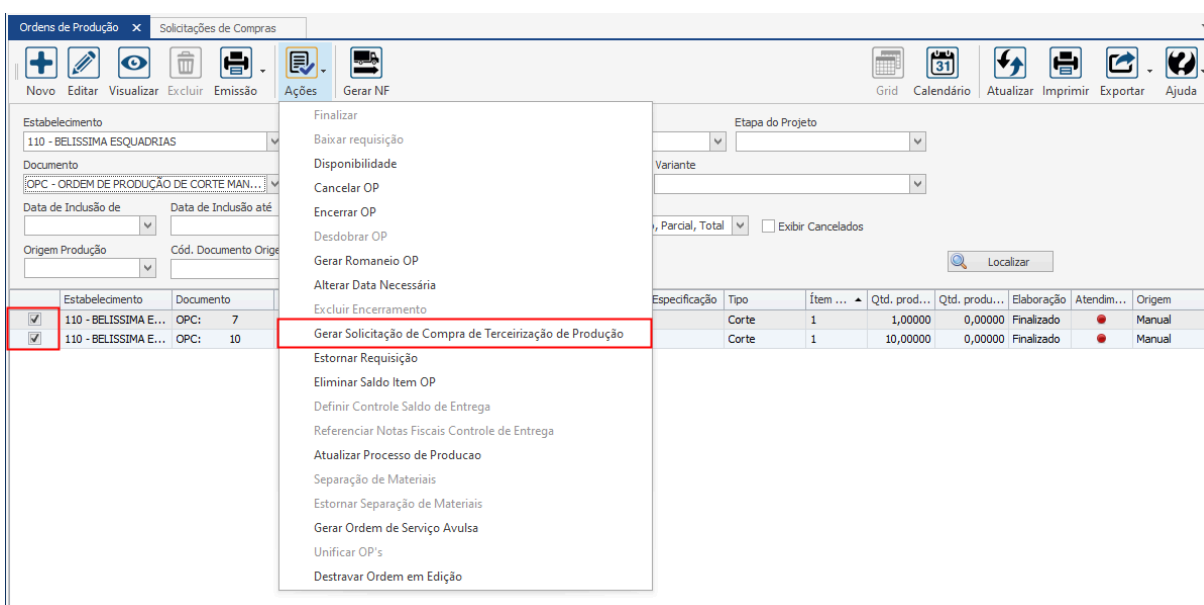 Ordens de Produção X Solicitações de Compras
Novo Editar Visualizar Excluir Emissão Ações Gerar NF Grid 31 Calendário Atualizar Imprimir Exportar Ajuda
Estabelecimento Etapa do Projeto
110 - BELISSIMA ESQUADRIAS
Documento Variante
OPC - ORDEM DE PRODUÇÃO DE CORTE MAN...
Data de Inclusão de Data de Inclusão até
, Parcial, Total Exibir Cancelados
Origem Produção Cód. Documento Orige
Localizar
Finalizar
Baixar requisição
Disponibilidade
Cancelar OP
Encerrar OP
Desdobrar OP
Gerar Romaneio OP
Alterar Data Necessária
Excluir Encerramento
Gerar Solicitação de Compra de Terceirização de Produção
Estornar Requisição
Eliminar Saldo Item OP
Definir Controle Saldo de Entrega
Referenciar Notas Fiscais Controle de Entrega
Atualizar Processo de Producao
Separação de Materiais
Estornar Separação de Materiais
Gerar Ordem de Serviço Avulsa
Unificar OP's
Destravar Ordem em Edição
Estabelecimento Documento Especificação Tipo Ítem ... Qtd. prod... Qtd. produ... Elaboração Atendim... Origem
110 - BELISSIMA E... OPC: 7 Corte 1 1,00000 0,00000 Finalizado Manual
110 - BELISSIMA E... OPC: 10 Corte 1 10,00000 0,00000 Finalizado Manual